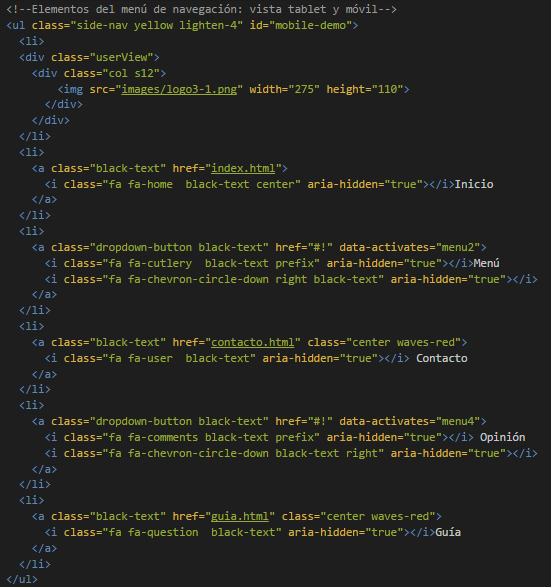 <!--Elementos del menú de navegación: vista tablet y móvil-->
<ul class="side-nav yellow lighten-4" id="mobile-demo">
  <li>
  <div class="userView">
    <div class="col s12">
        <img src="images/logo3-1.png" width="275" height="110">
      </div>
    </div>
  </li>
  <li>
    <a class="black-text" href="index.html">
      <i class="fa fa-home  black-text center" aria-hidden="true"></i>Inicio
    </a>
  </li>
  <li>
    <a class="dropdown-button black-text" href="#!" data-activates="menu2">
      <i class="fa fa-cutlery  black-text prefix" aria-hidden="true"></i>Menú
      <i class="fa fa-chevron-circle-down right black-text" aria-hidden="true"></i>
    </a>
  </li>
  <li>
    <a class="black-text" href="contacto.html" class="center waves-red">
      <i class="fa fa-user  black-text" aria-hidden="true"></i> Contacto
    </a>
  </li>
  <li>
    <a class="dropdown-button black-text" href="#!" data-activates="menu4">
      <i class="fa fa-comments black-text prefix" aria-hidden="true"></i> Opinión
      <i class="fa fa-chevron-circle-down black-text right" aria-hidden="true"></i>
    </a>
  </li>
  <li>
    <a class="black-text" href="guia.html" class="center waves-red">
      <i class="fa fa-question  black-text" aria-hidden="true"></i>Guía
    </a>
  </li>
</ul>